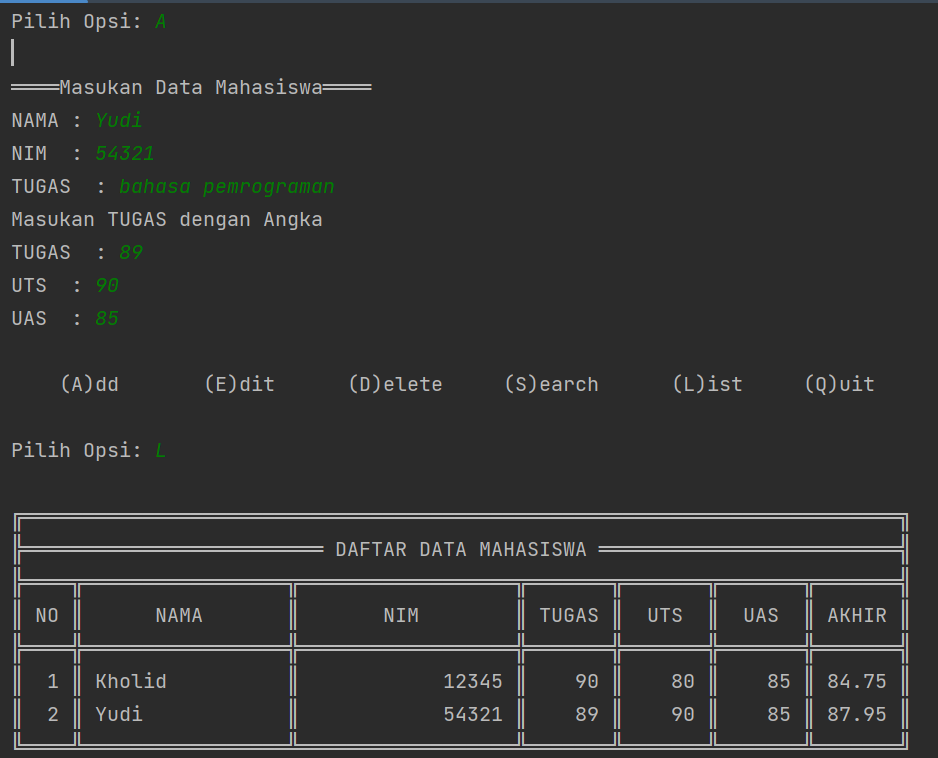 Pilih Opsi: A
════Masukan Data Mahasiswa════
NAMA : Yudi
NIM  : 54321
TUGAS  : bahasa pemrograman
Masukan TUGAS dengan Angka
TUGAS  : 89
UTS  : 90
UAS  : 85
(A)dd (E)dit (D)elete (S)earch (L)ist (Q)uit
Pilih Opsi: L
DAFTAR DATA MAHASISWA
NO NAMA NIM TUGAS UTS UAS AKHIR
1 Kholid 12345 90 80 85 84.75
2 Yudi 54321 89 90 85 87.95